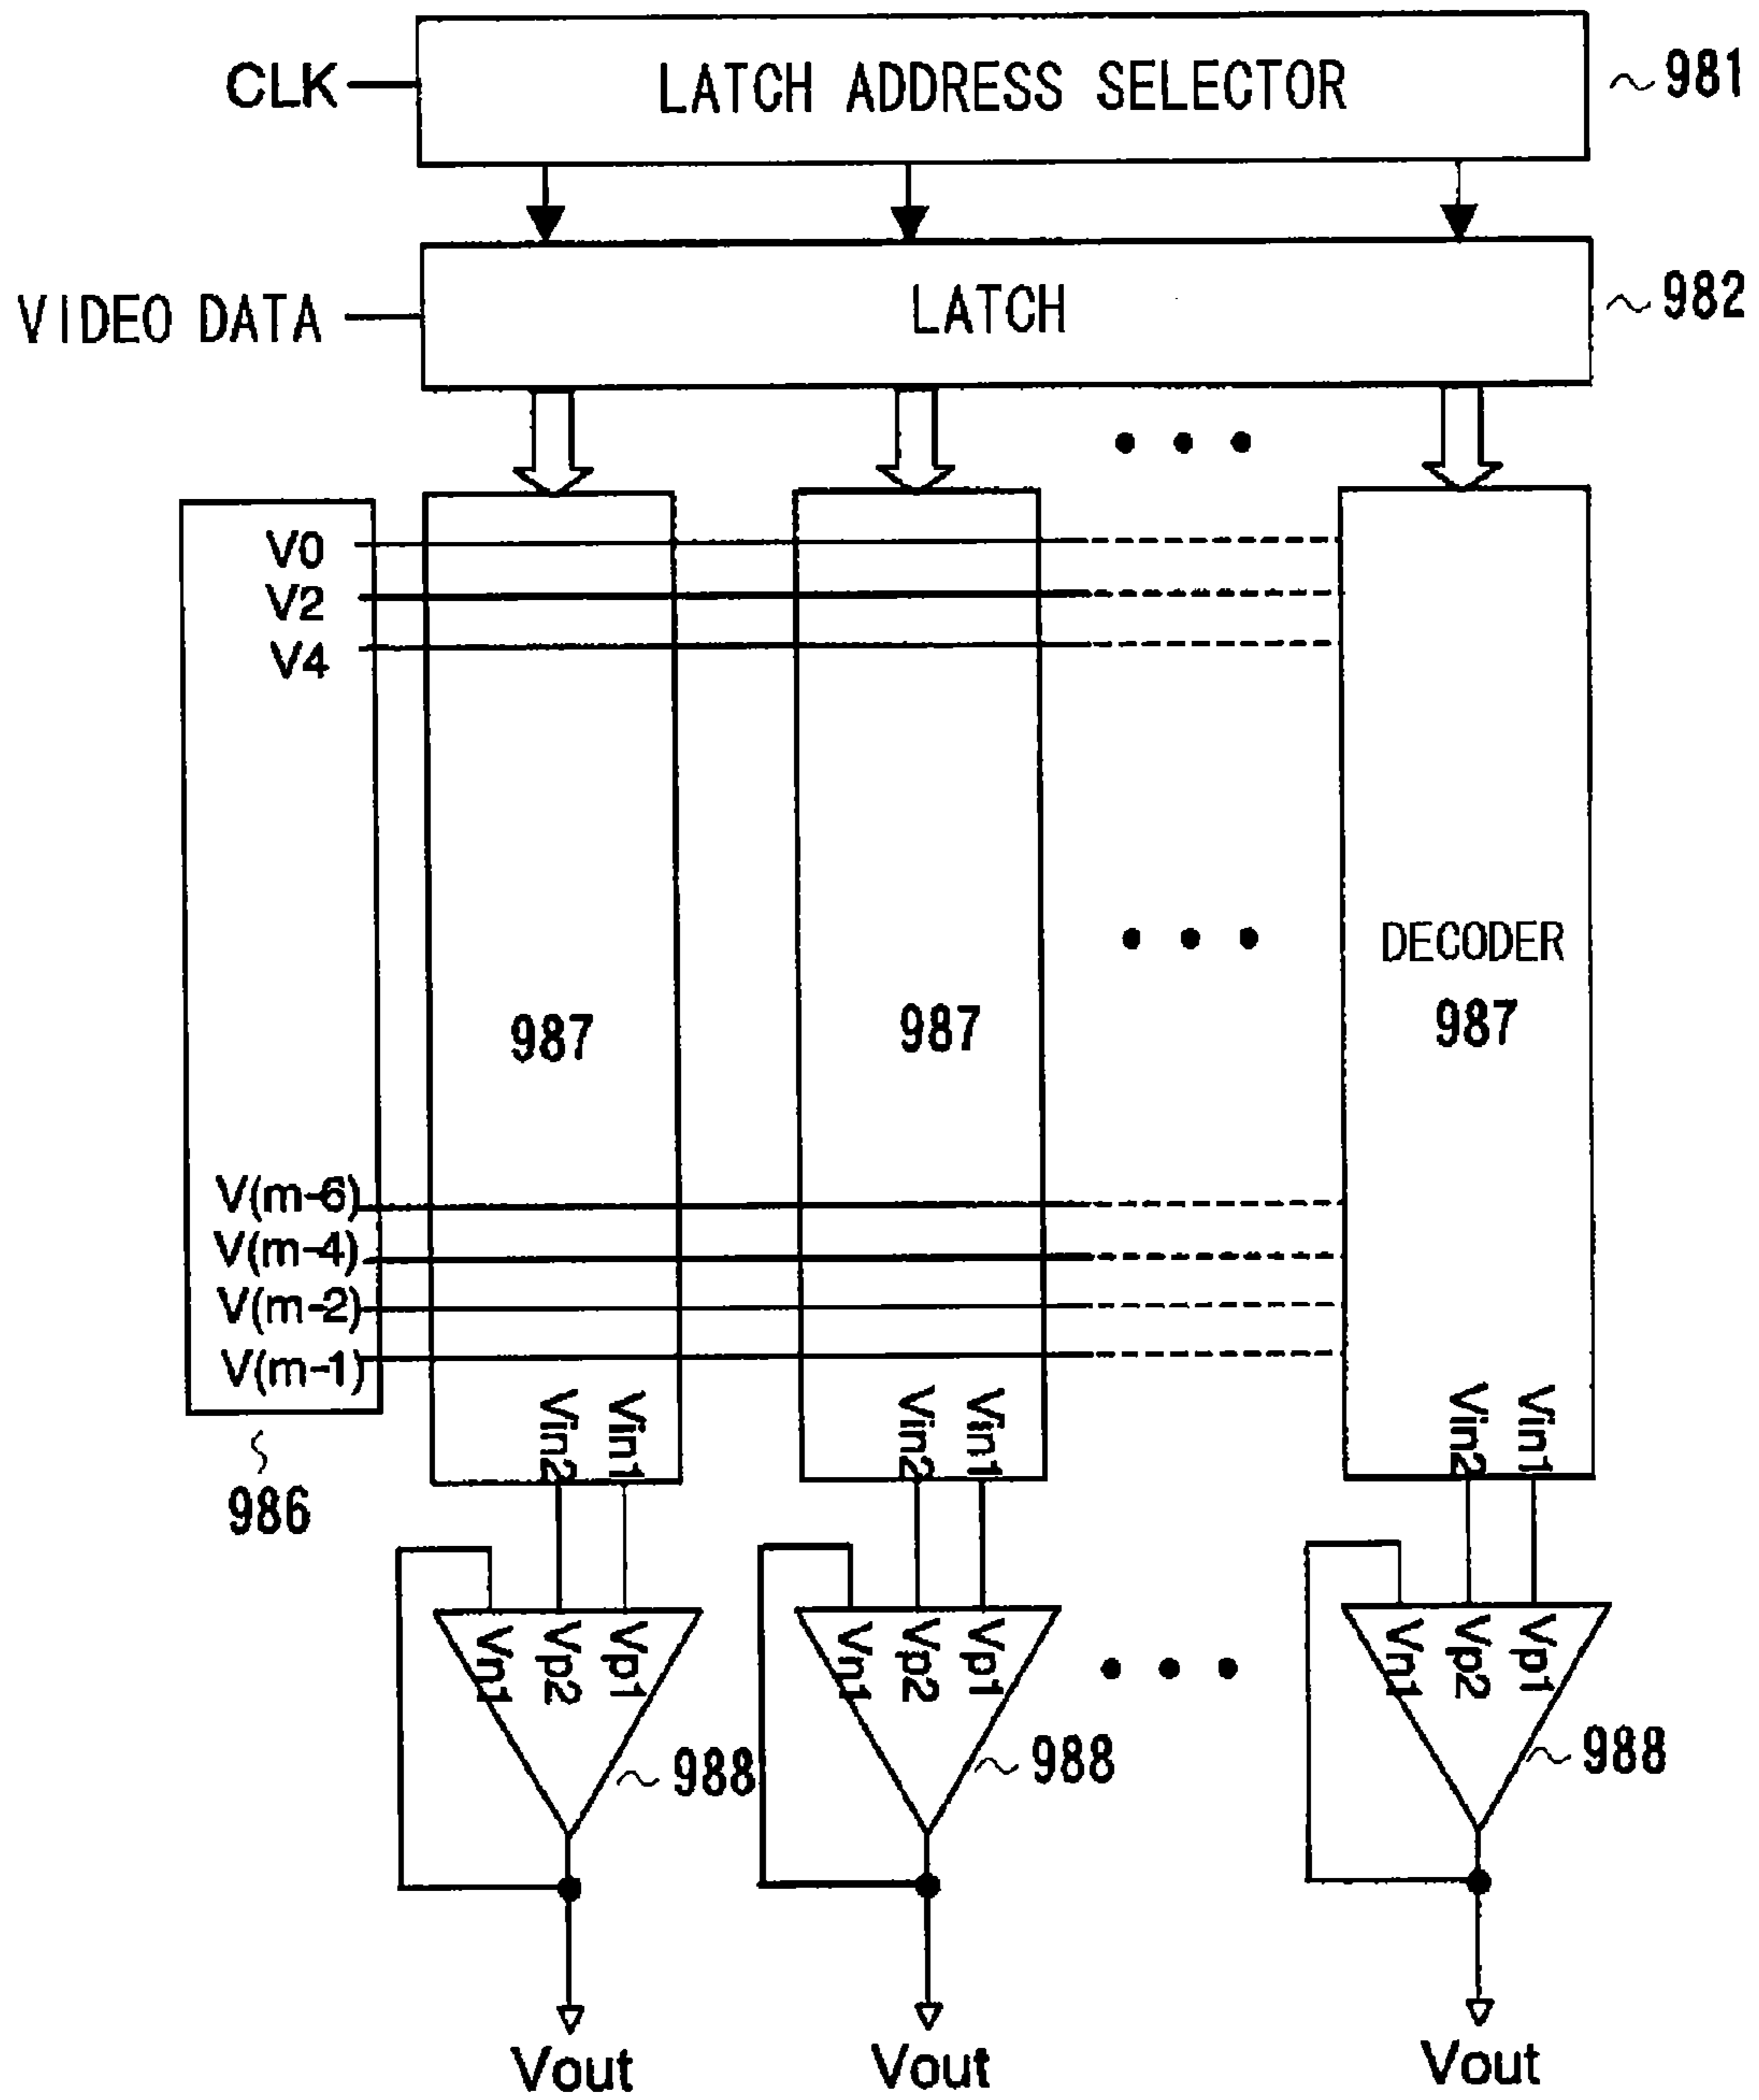 CLK
LATCH ADDRESS SELECTOR
981
VIDEO DATA
LATCH
982
V0
V2
V4
DECODER
987
987
987
V(m-6)
V(m-4)
V(m-2)
V(m-1)
Vin2
Vin1
Vin2
Vin1
Vin2
Vin1
986
Vn1
Vp2
Vp1
Vn1
Vp2
Vp1
Vn1
Vp2
Vp1
988
988
988
Vout
Vout
Vout